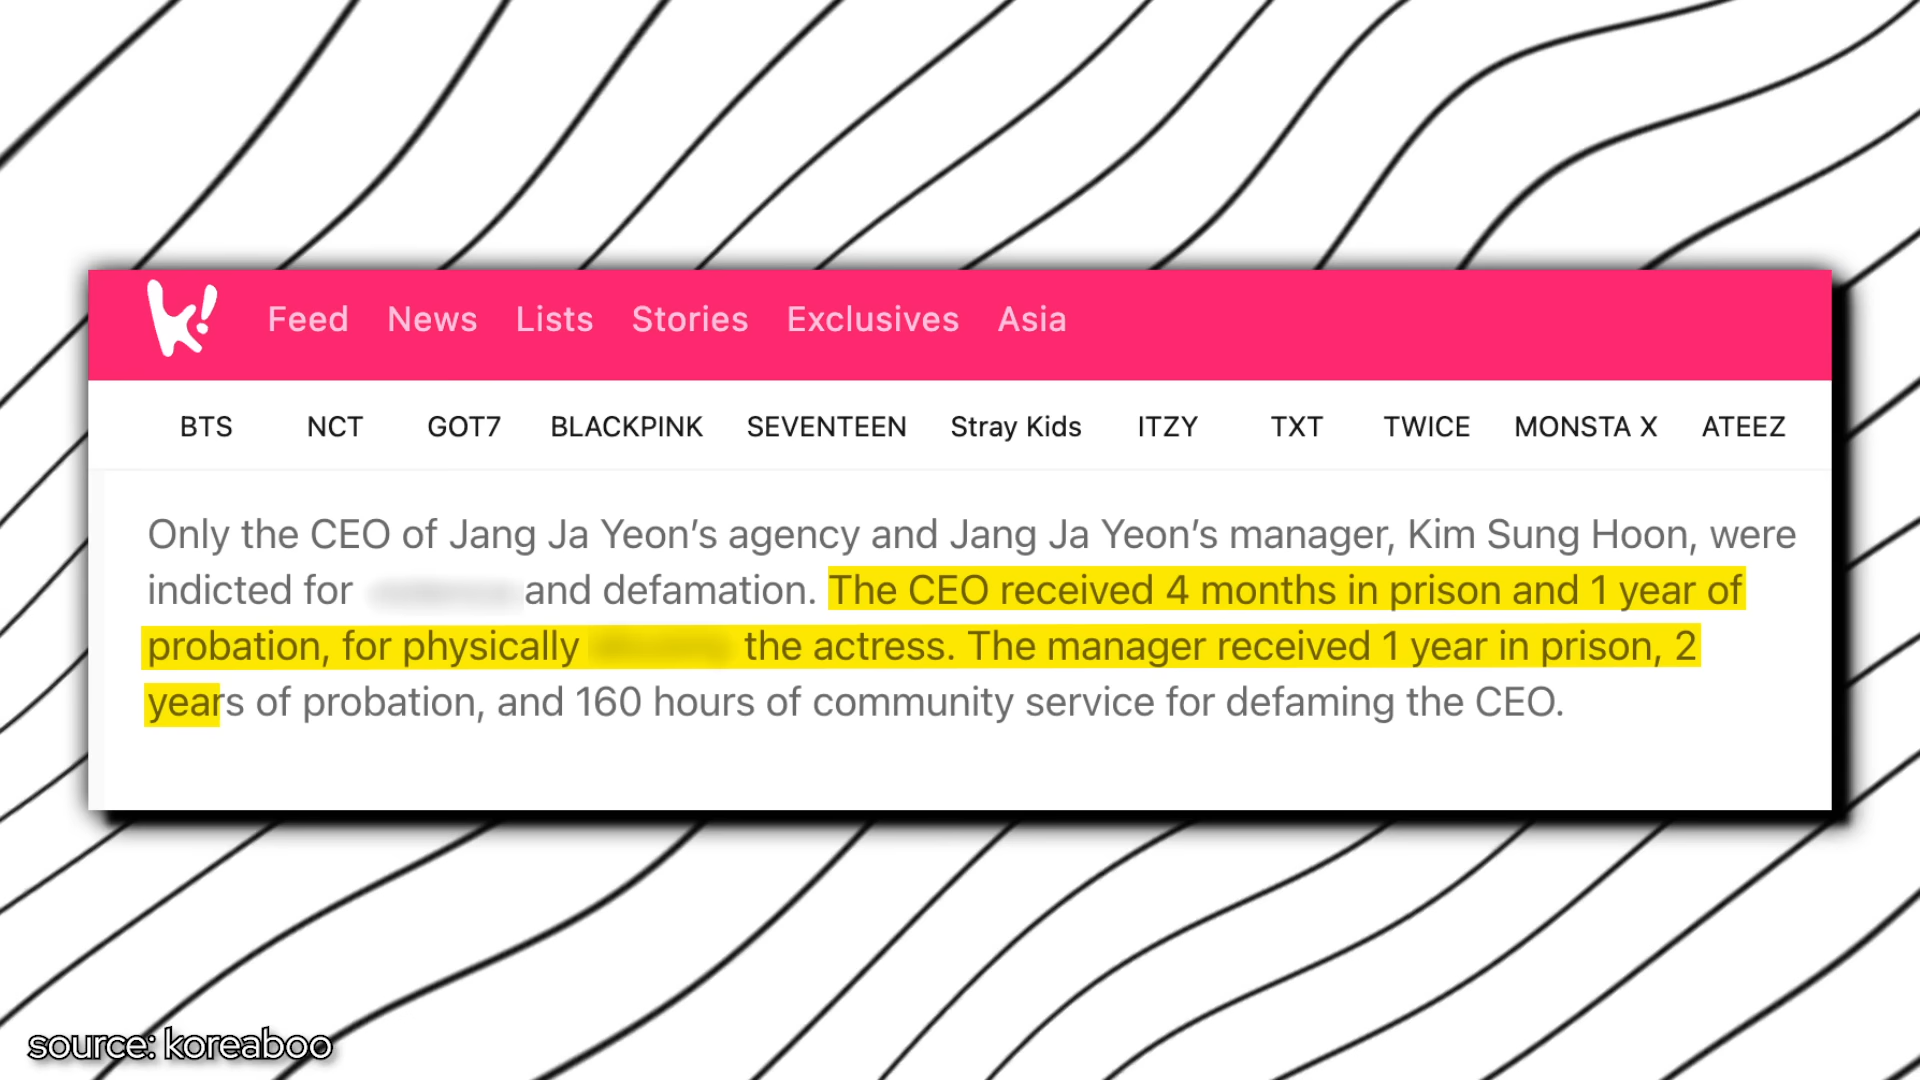 k!
Feed News Lists Stories Exclusives Asia
BTS NCT GOT7 BLACKPINK SEVENTEEN Stray Kids ITZY TXT TWICE MONSTA X ATEEZ
Only the CEO of Jang Ja Yeon’s agency and Jang Ja Yeon’s manager, Kim Sung Hoon, were
indicted for and defamation. The CEO received 4 months in prison and 1 year of
probation, for physically the actress. The manager received 1 year in prison, 2
years of probation, and 160 hours of community service for defaming the CEO.
source: koreaboo